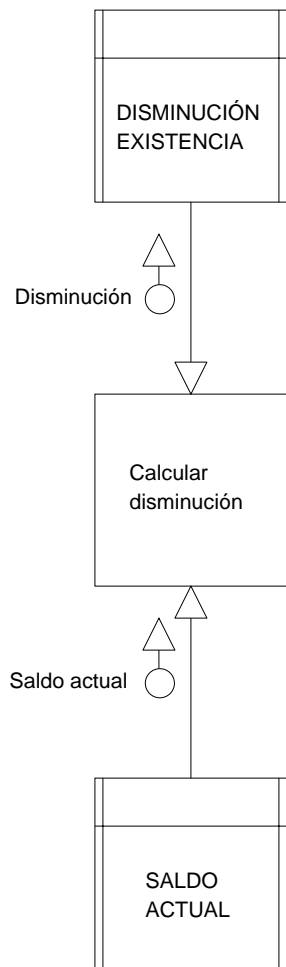 DISMINUCIÓN
EXISTENCIA
Disminución
Calcular
disminución
Saldo actual
SALDO
ACTUAL